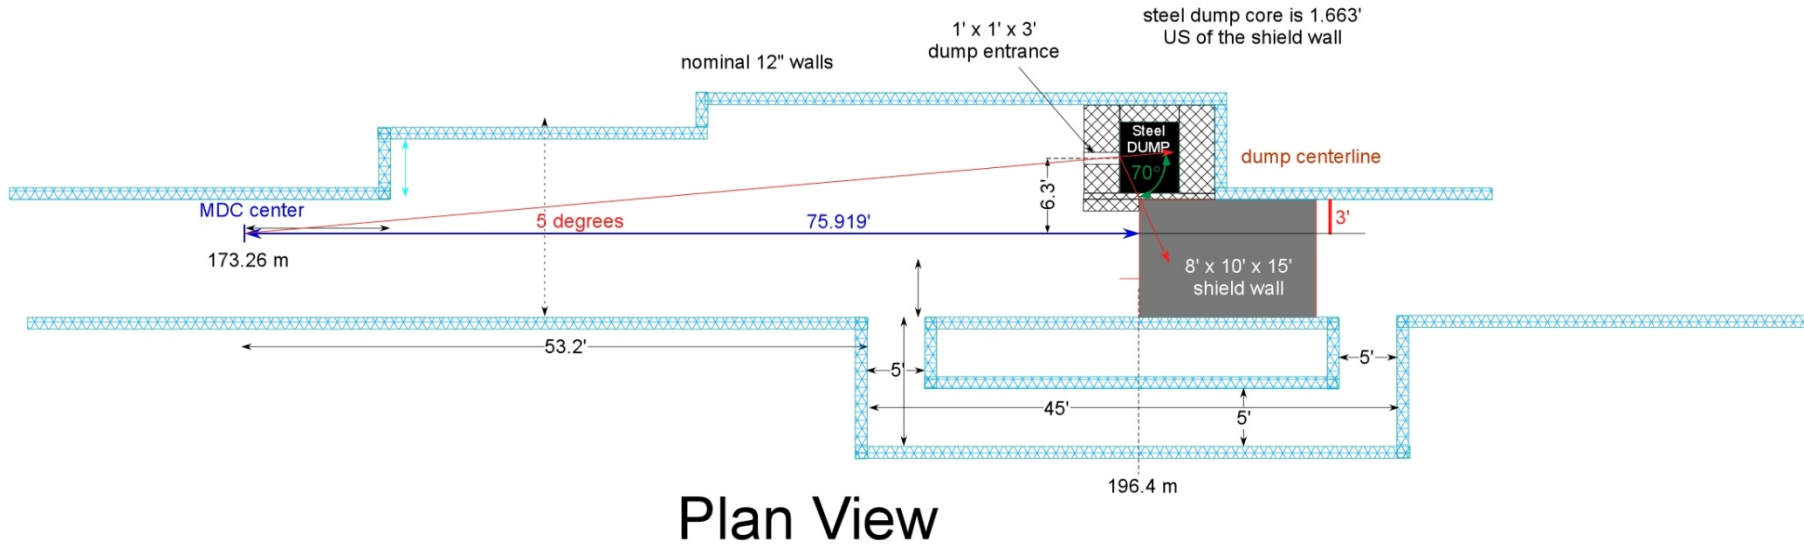 steel dump core is 1.663'
US of the shield wall
1' x 1' x 3'
dump entrance
nominal 12" walls
Steel
DUMP
dump centerline
70°
6.3'
MDC center
5 degrees
75.919'
3'
173.26 m
8' x 10' x 15'
shield wall
53.2'
5'
5'
45'
5'
196.4 m
Plan View